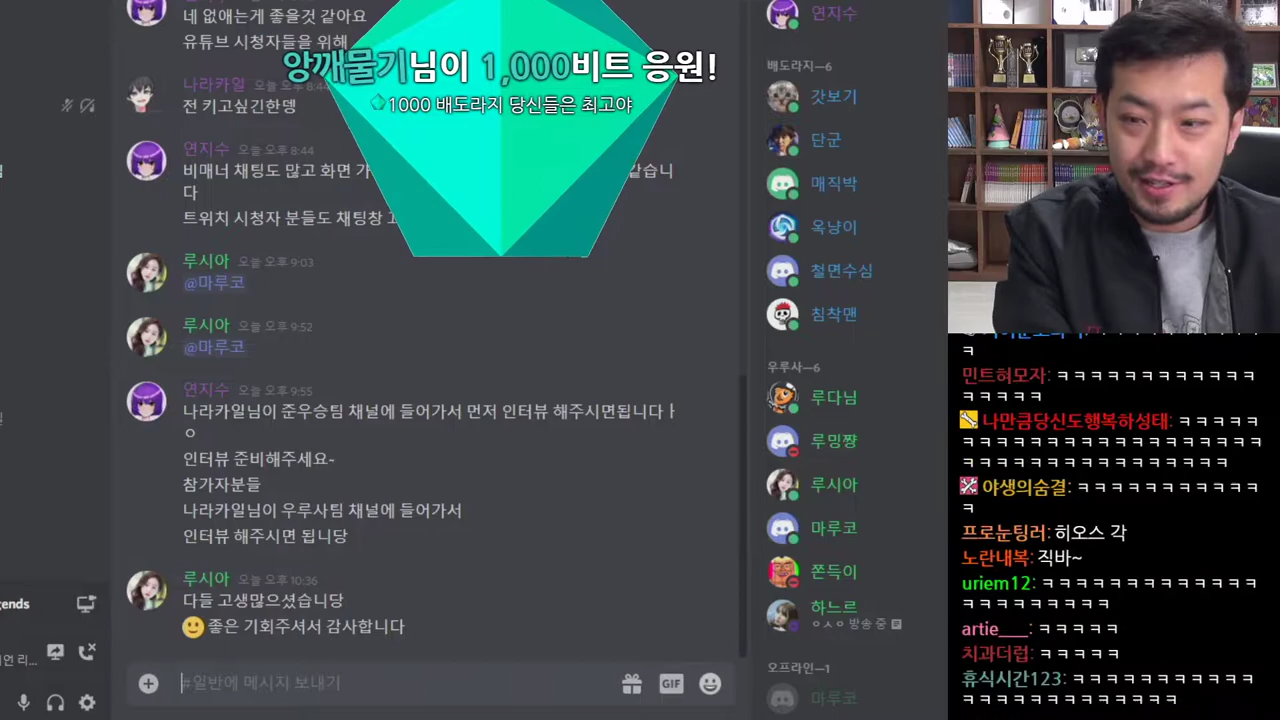 네 없애는게 좋을것 같아요
유튜브 시청자들을 위해
앙깨물기님이 1,000비트 응원!
1000 배도라지 당신들은 최고야
나라카일 오늘 오후 8:44
전 키고싶긴한뎅
연지수 오늘 오후 8:44
비매너 채팅도 많고 화면 가
같습니
다
트위치 시청자 분들도 채팅창
루시아 오늘 오후 9:03
@마루코
루시아 오늘 오후 9:52
@마루코
연지수 오늘 오후 9:55
나라카일님이 준우승팀 채널에 들어가서 먼저 인터뷰 해주시면됩니다ㅏ
ㅇ
인터뷰 준비해주세요~
참가자분들
나라카일님이 우루사팀 채널에 들어가서
인터뷰 해주시면 됩니당
루시아 오늘 오후 10:36
다들 고생많으셨습니당
좋은 기회주셔서 감사합니다
#일반에 메시지 보내기
GIF
gends
언 리...
연지수
배도라지—6
갓보기
단군
매직박
옥냥이
철면수심
침착맨
우루사—6
루다님
루밍쨩
루시아
마루코
쫀득이
하느르
ㅇㅅㅇ 방송 중
오프라인—1
마루코
ㅋ
민트허모자: ㅋㅋㅋㅋㅋㅋㅋㅋㅋㅋㅋㅋ
ㅋㅋㅋㅋㅋ
나만큼당신도행복하성태: ㅋㅋㅋㅋㅋ
ㅋㅋㅋㅋㅋㅋㅋㅋㅋㅋㅋㅋㅋㅋㅋㅋㅋㅋ
ㅋㅋㅋㅋㅋㅋㅋㅋㅋㅋㅋㅋㅋㅋㅋㅋ
야생의숨결: ㅋㅋㅋㅋㅋㅋㅋㅋㅋㅋㅋ
ㅋ
프로눈팅러: 히오스 각
노란내복: 직바~
uriem12: ㅋㅋㅋㅋㅋㅋㅋㅋㅋㅋㅋㅋㅋ
ㅋㅋㅋㅋㅋㅋㅋㅋㅋㅋㅋ
artie___: ㅋㅋㅋㅋㅋ
치과더럽: ㅋㅋㅋㅋㅋ
휴식시간123: ㅋㅋㅋㅋㅋㅋㅋㅋㅋㅋㅋ
ㅋㅋㅋㅋㅋㅋㅋㅋㅋㅋㅋㅋㅋ